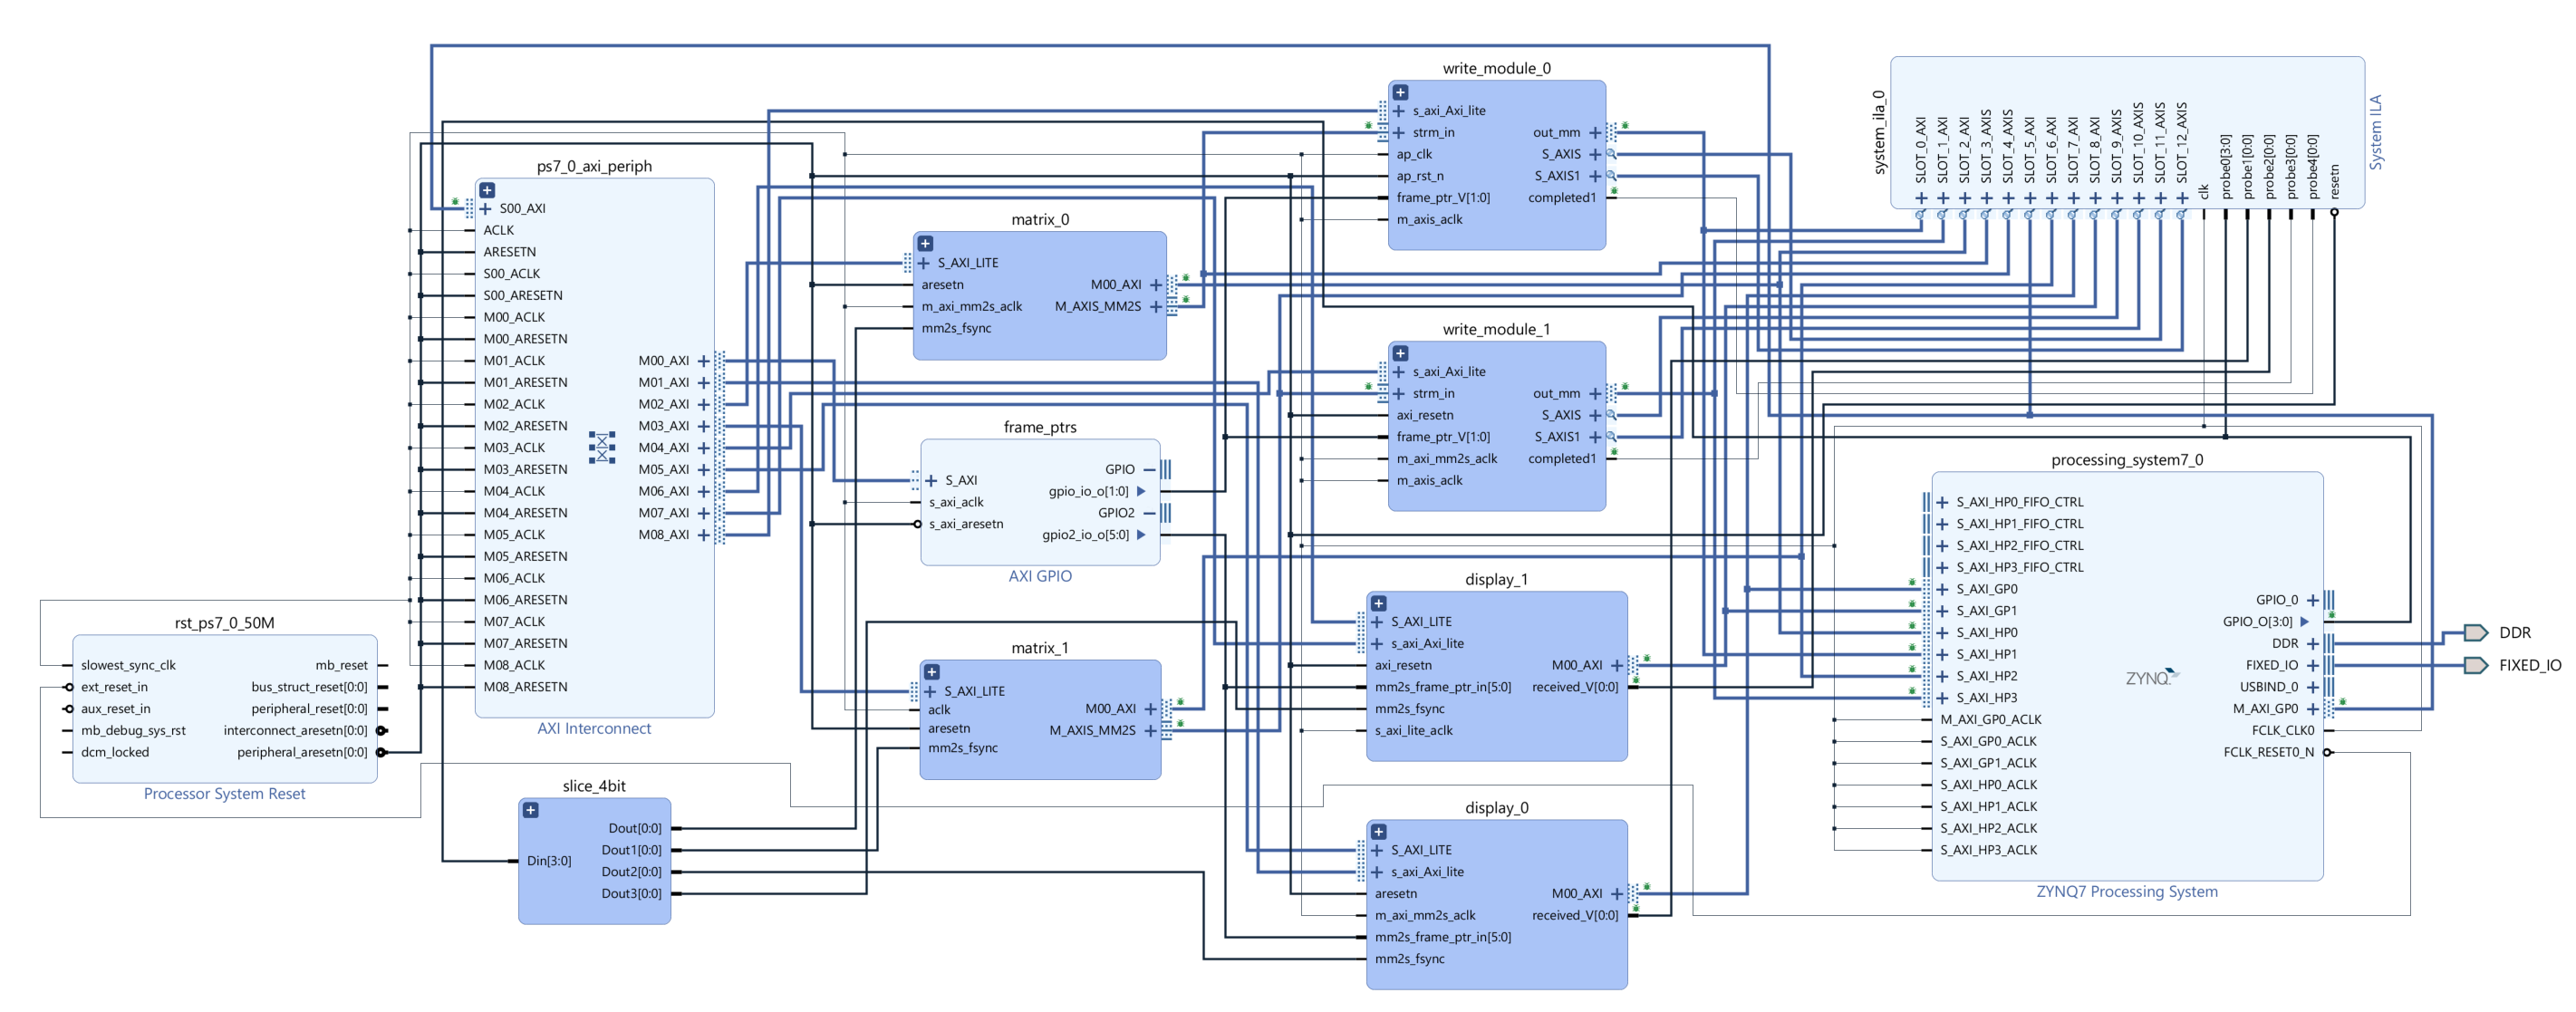 ps7_0_axi_periph
S00_AXI
ACLK
ARESETN
S00_ACLK
S00_ARESETN
M00_ACLK
M00_ARESETN
M01_ACLK
M01_ARESETN
M02_ACLK
M02_ARESETN
M03_ACLK
M03_ARESETN
M04_ACLK
M04_ARESETN
M05_ACLK
M05_ARESETN
M06_ACLK
M06_ARESETN
M07_ACLK
M07_ARESETN
M08_ACLK
M08_ARESETN
M00_AXI
M01_AXI
M02_AXI
M03_AXI
M04_AXI
M05_AXI
M06_AXI
M07_AXI
M08_AXI
AXI Interconnect
rst_ps7_0_50M
slowest_sync_clk
ext_reset_in
aux_reset_in
mb_debug_sys_rst
dcm_locked
mb_reset
bus_struct_reset[0:0]
peripheral_reset[0:0]
interconnect_aresetn[0:0]
peripheral_aresetn[0:0]
Processor System Reset
slice_4bit
Din[3:0]
Dout[0:0]
Dout1[0:0]
Dout2[0:0]
Dout3[0:0]
matrix_0
S_AXI_LITE
aresetn
m_axi_mm2s_aclk
mm2s_fsync
M00_AXI
M_AXIS_MM2S
frame_ptrs
S_AXI
s_axi_aclk
s_axi_aresetn
GPIO
gpio_io_o[1:0]
GPIO2
gpio2_io_o[5:0]
AXI GPIO
matrix_1
S_AXI_LITE
aclk
aresetn
mm2s_fsync
M00_AXI
M_AXIS_MM2S
write_module_0
s_axi_Axi_lite
strm_in
ap_clk
ap_rst_n
frame_ptr_V[1:0]
m_axis_aclk
out_mm
S_AXIS
S_AXIS1
completed1
write_module_1
s_axi_Axi_lite
strm_in
axi_resetn
frame_ptr_V[1:0]
m_axi_mm2s_aclk
m_axis_aclk
out_mm
S_AXIS
S_AXIS1
completed1
display_1
S_AXI_LITE
s_axi_Axi_lite
axi_resetn
mm2s_frame_ptr_in[5:0]
mm2s_fsync
s_axi_lite_aclk
M00_AXI
received_V[0:0]
display_0
S_AXI_LITE
s_axi_Axi_lite
aresetn
m_axi_mm2s_aclk
mm2s_frame_ptr_in[5:0]
mm2s_fsync
M00_AXI
received_V[0:0]
system_ila_0
SLOT_0_AXI
SLOT_1_AXI
SLOT_2_AXI
SLOT_3_AXIS
SLOT_4_AXIS
SLOT_5_AXI
SLOT_6_AXI
SLOT_7_AXI
SLOT_8_AXI
SLOT_9_AXIS
SLOT_10_AXIS
SLOT_11_AXIS
SLOT_12_AXIS
clk
probe0[3:0]
probe1[0:0]
probe2[0:0]
probe3[0:0]
probe4[0:0]
resetn
System ILA
processing_system7_0
S_AXI_HP0_FIFO_CTRL
S_AXI_HP1_FIFO_CTRL
S_AXI_HP2_FIFO_CTRL
S_AXI_HP3_FIFO_CTRL
S_AXI_GP0
S_AXI_GP1
S_AXI_HP0
S_AXI_HP1
S_AXI_HP2
S_AXI_HP3
M_AXI_GP0_ACLK
S_AXI_GP0_ACLK
S_AXI_GP1_ACLK
S_AXI_HP0_ACLK
S_AXI_HP1_ACLK
S_AXI_HP2_ACLK
S_AXI_HP3_ACLK
ZYNQ
GPIO_0
GPIO_O[3:0]
DDR
FIXED_IO
USBIND_0
M_AXI_GP0
FCLK_CLK0
FCLK_RESET0_N
ZYNQ7 Processing System
DDR
FIXED_IO